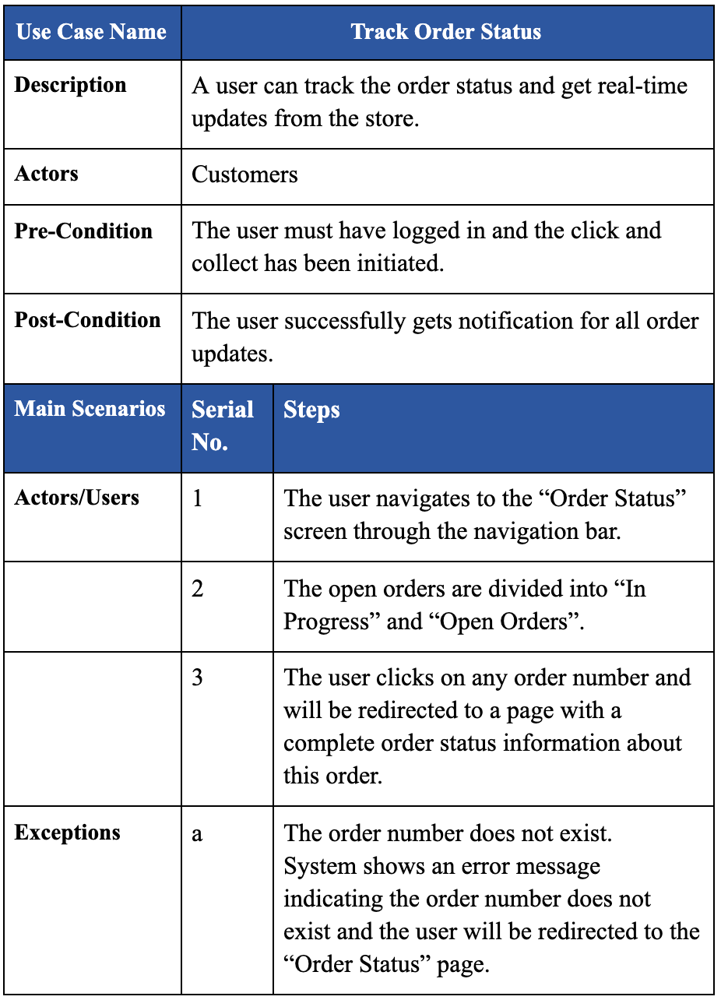 Use Case Name
Track Order Status
Description
A user can track the order status and get real-time
updates from the store.
Actors
Customers
Pre-Condition
The user must have logged in and the click and
collect has been initiated.
Post-Condition
The user successfully gets notification for all order
updates.
Main Scenarios
Serial
No.
Steps
Actors/Users
1
The user navigates to the “Order Status”
screen through the navigation bar.
2
The open orders are divided into “In
Progress” and “Open Orders”.
3
The user clicks on any order number and
will be redirected to a page with a
complete order status information about
this order.
Exceptions
a
The order number does not exist.
System shows an error message
indicating the order number does not
exist and the user will be redirected to the
“Order Status” page.